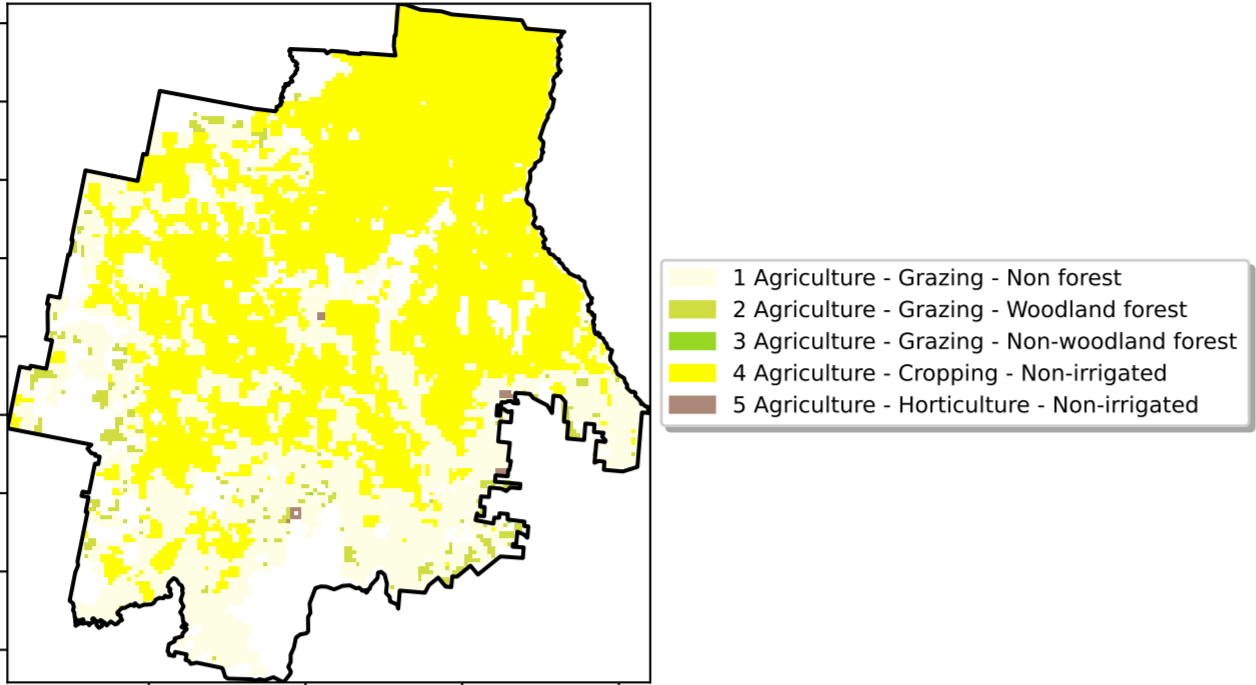 1 Agriculture - Grazing - Non forest
2 Agriculture - Grazing - Woodland forest
3 Agriculture - Grazing - Non-woodland forest
4 Agriculture - Cropping - Non-irrigated
5 Agriculture - Horticulture - Non-irrigated